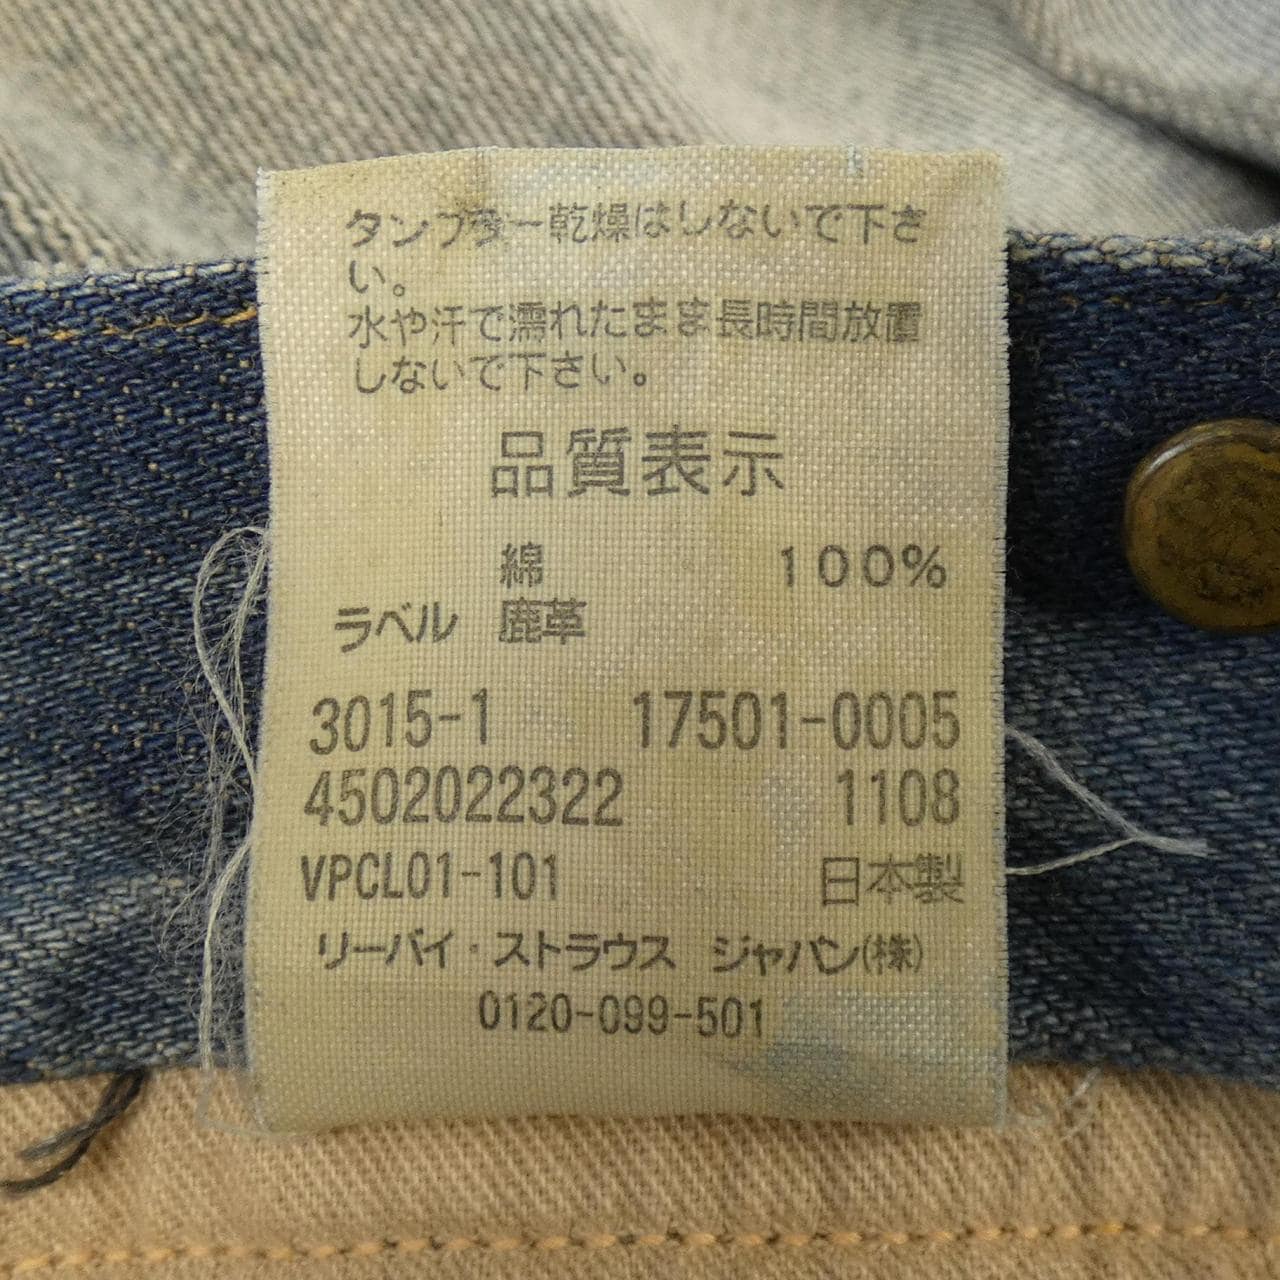 タンブラー乾燥はしないで下さ
い。
水や汗で濡れたまま長時間放置
しないで下さい。
品質表示
綿 100%
ラベル 鹿革
3015-1 17501-0005
4502022322 1108
VPCL01-101 日本製
リーバイ・ストラウス ジャパン(株)
0120-099-501